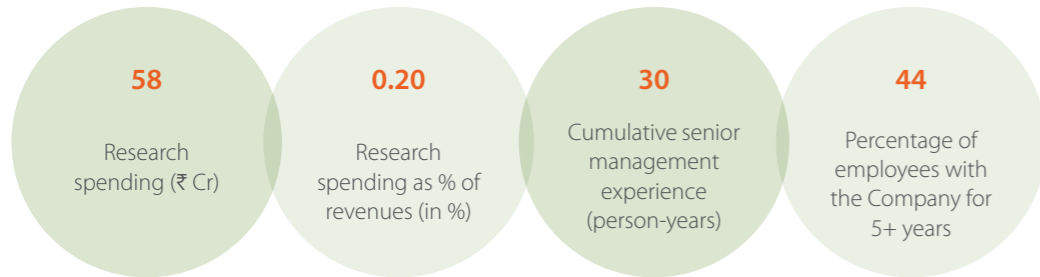 58
Research
spending (₹ Cr)
0.20
Research
spending as % of
revenues (in %)
30
Cumulative senior
management
experience
(person-years)
44
Percentage of
employees with
the Company for
5+ years